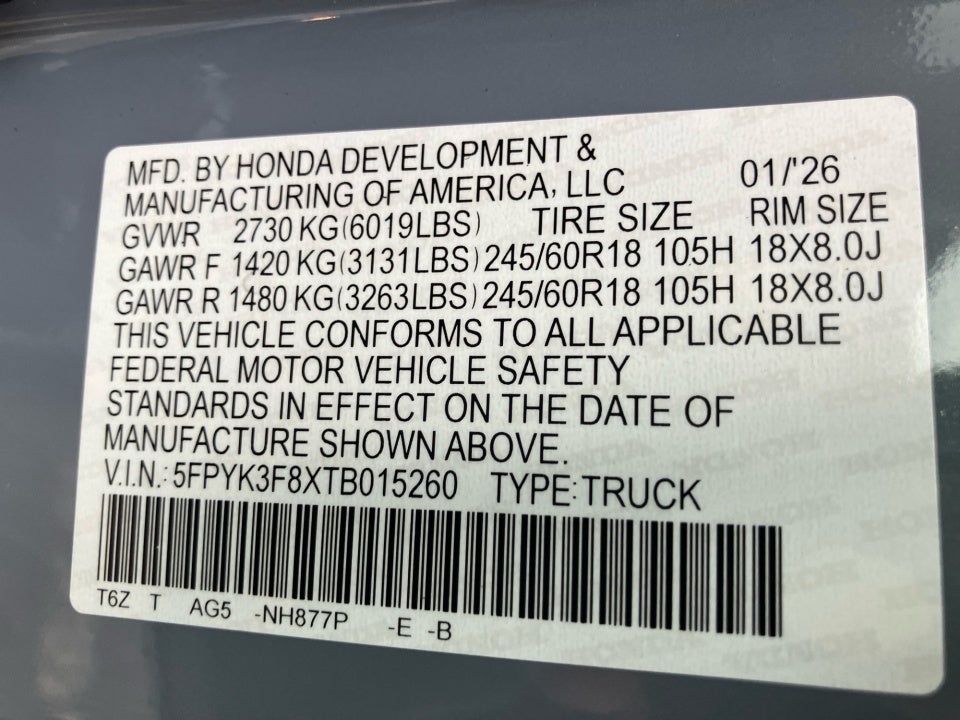 MFD. BY HONDA DEVELOPMENT &
MANUFACTURING OF AMERICA, LLC 01/'26
GVWR 2730 KG(6019LBS) TIRE SIZE RIM SIZE
GAWR F 1420 KG(3131LBS) 245/60R18 105H 18X8.0J
GAWR R 1480 KG(3263LBS) 245/60R18 105H 18X8.0J
THIS VEHICLE CONFORMS TO ALL APPLICABLE
FEDERAL MOTOR VEHICLE SAFETY
STANDARDS IN EFFECT ON THE DATE OF
MANUFACTURE SHOWN ABOVE.
V.I.N.: 5FPYK3F8XTB015260 TYPE:TRUCK
T6Z T AG5 -NH877P -E -B